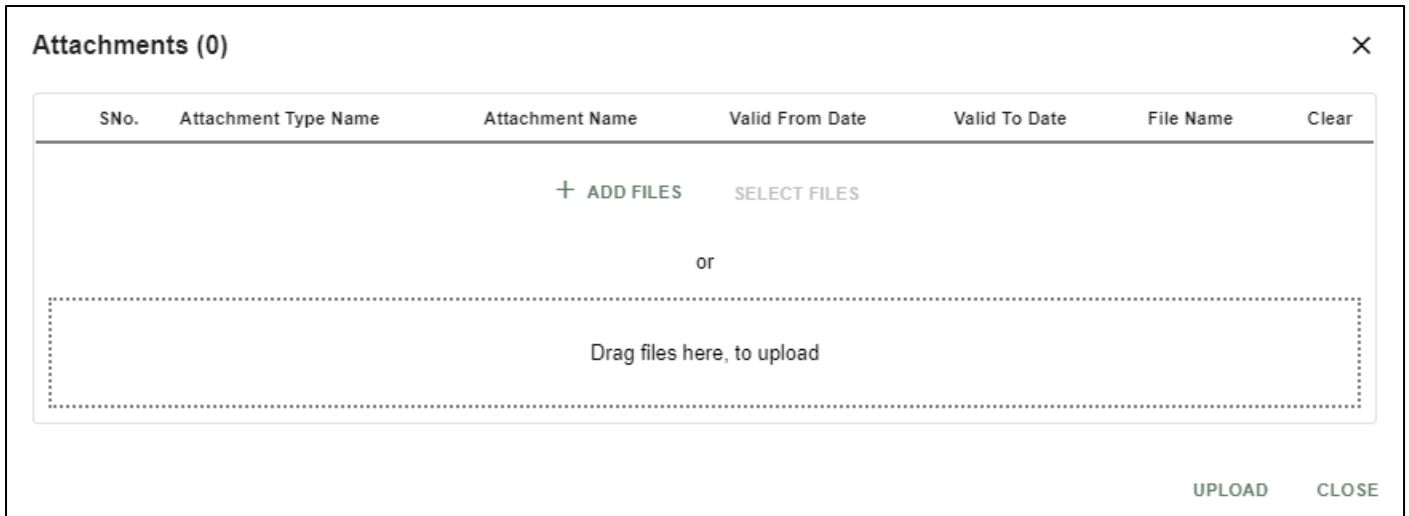 Attachments (0)
SNo. Attachment Type Name Attachment Name Valid From Date Valid To Date File Name Clear
+ ADD FILES SELECT FILES
or
Drag files here, to upload
UPLOAD CLOSE